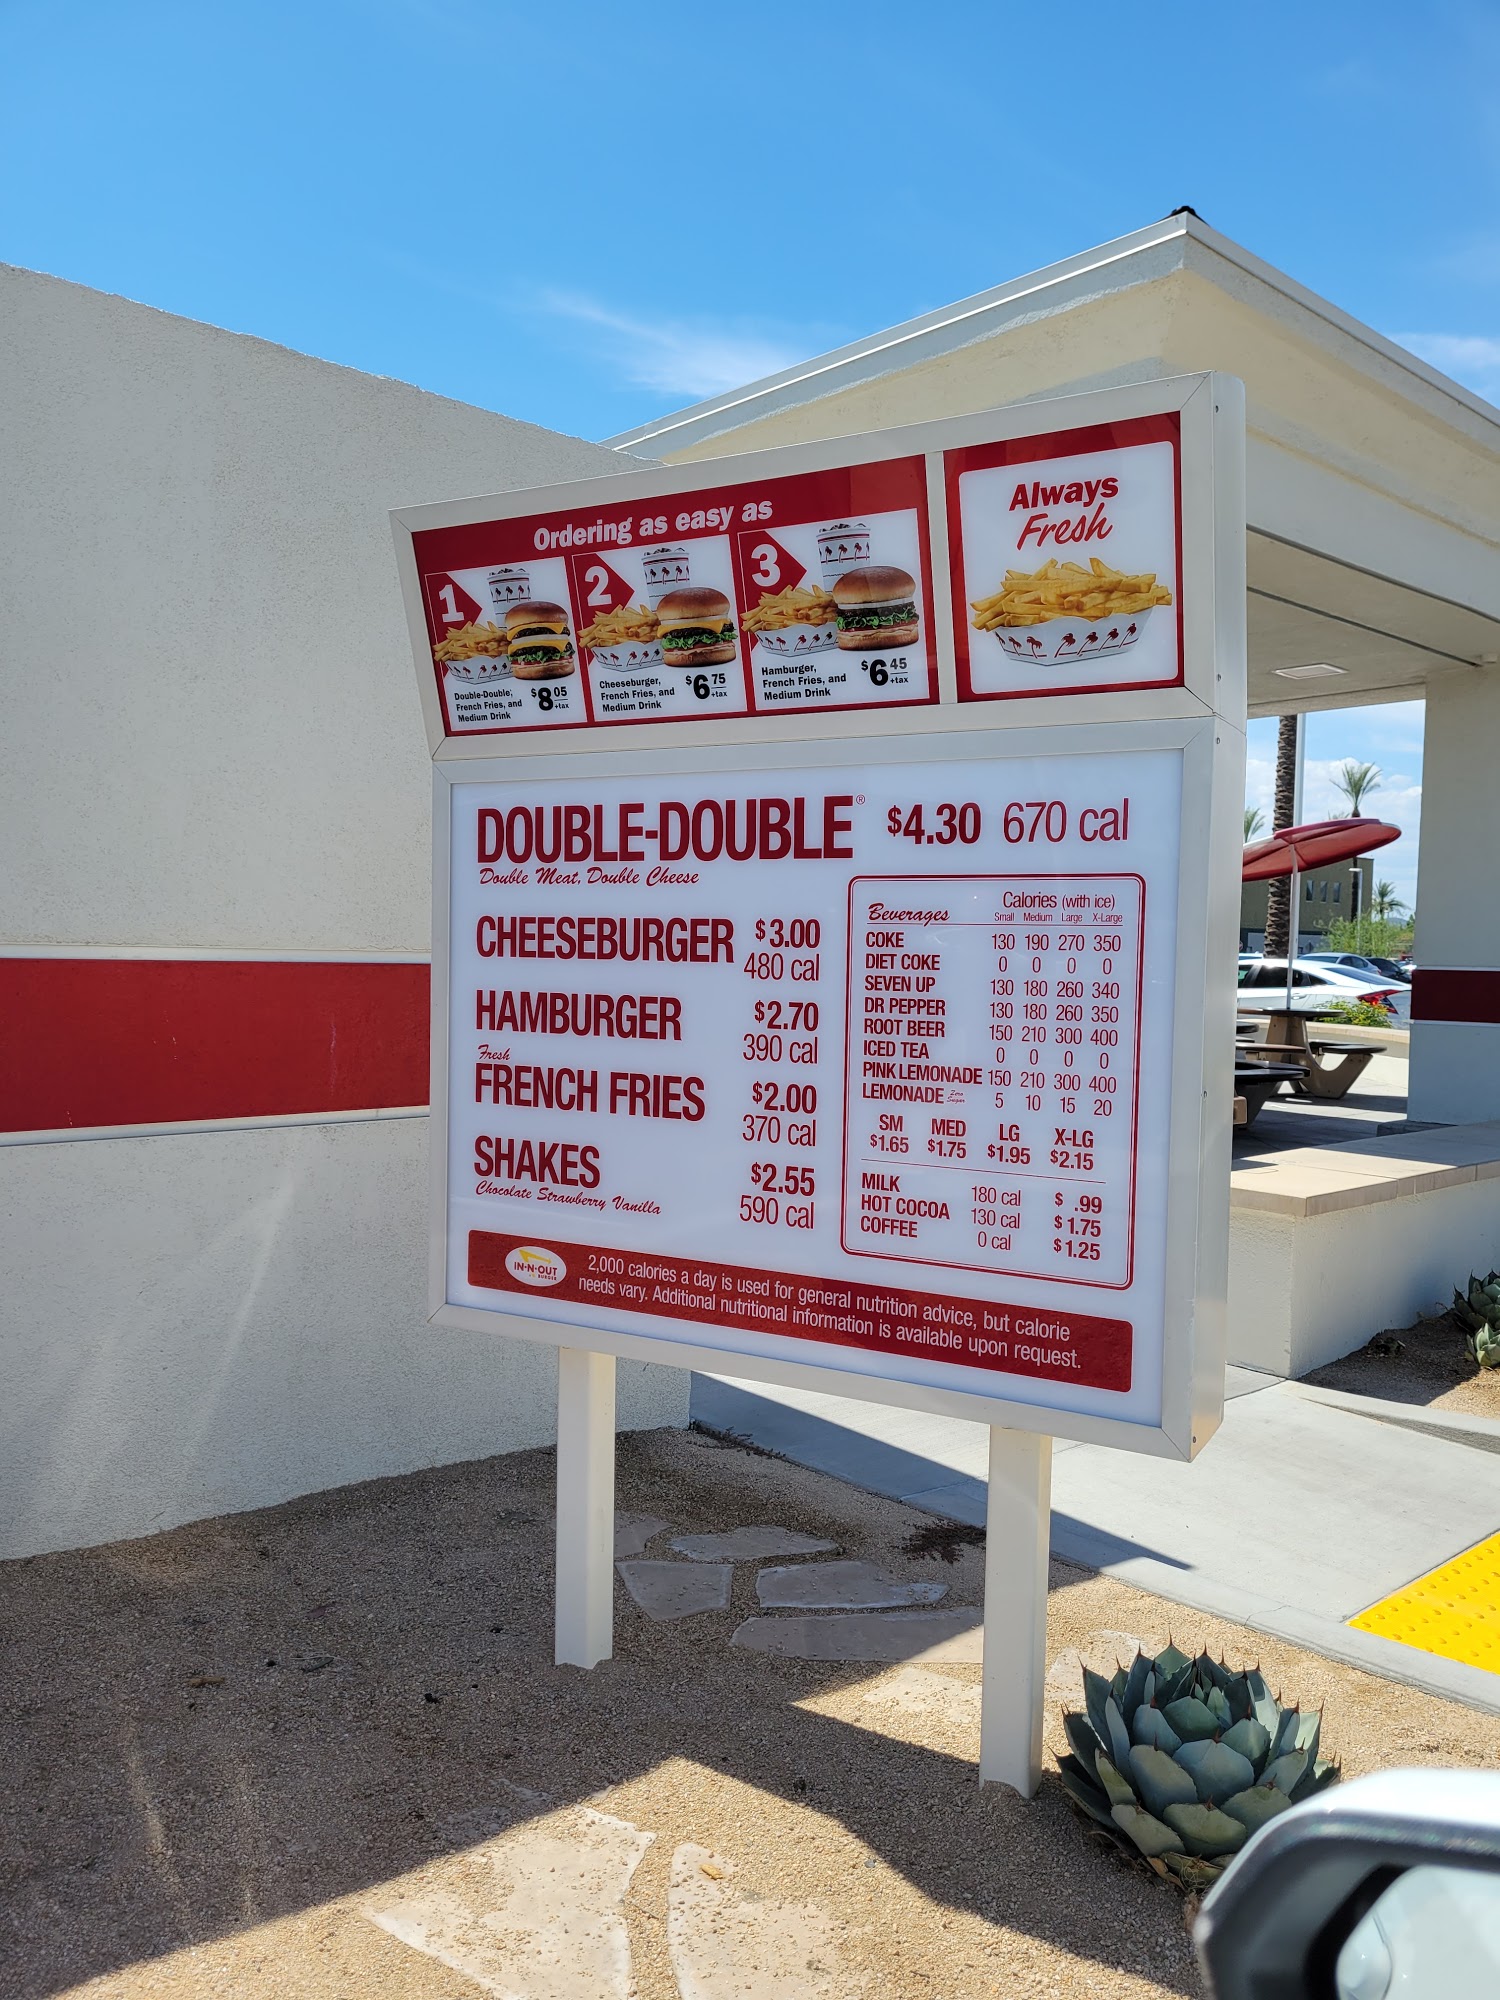 Ordering as easy as
1
Double-Double,
French Fries, and
Medium Drink
$8 05 +tax
2
Cheeseburger,
French Fries, and
Medium Drink
$6 75 +tax
3
Hamburger,
French Fries, and
Medium Drink
$6 45 +tax
Always
Fresh
DOUBLE-DOUBLE® $4.30 670 cal
Double Meat, Double Cheese
CHEESEBURGER $3.00
480 cal
HAMBURGER $2.70
390 cal
Fresh
FRENCH FRIES $2.00
370 cal
SHAKES $2.55
Chocolate Strawberry Vanilla 590 cal
Calories (with ice)
Beverages Small Medium Large X-Large
COKE 130 190 270 350
DIET COKE 0 0 0 0
SEVEN UP 130 180 260 340
DR PEPPER 130 180 260 350
ROOT BEER 150 210 300 400
ICED TEA 0 0 0 0
PINK LEMONADE 150 210 300 400
LEMONADE Zero Sugar 5 10 15 20
SM MED LG X-LG
$1.65 $1.75 $1.95 $2.15
MILK 180 cal $ .99
HOT COCOA 130 cal $1.75
COFFEE 0 cal $1.25
IN-N-OUT
BURGER
2,000 calories a day is used for general nutrition advice, but calorie
needs vary. Additional nutritional information is available upon request.